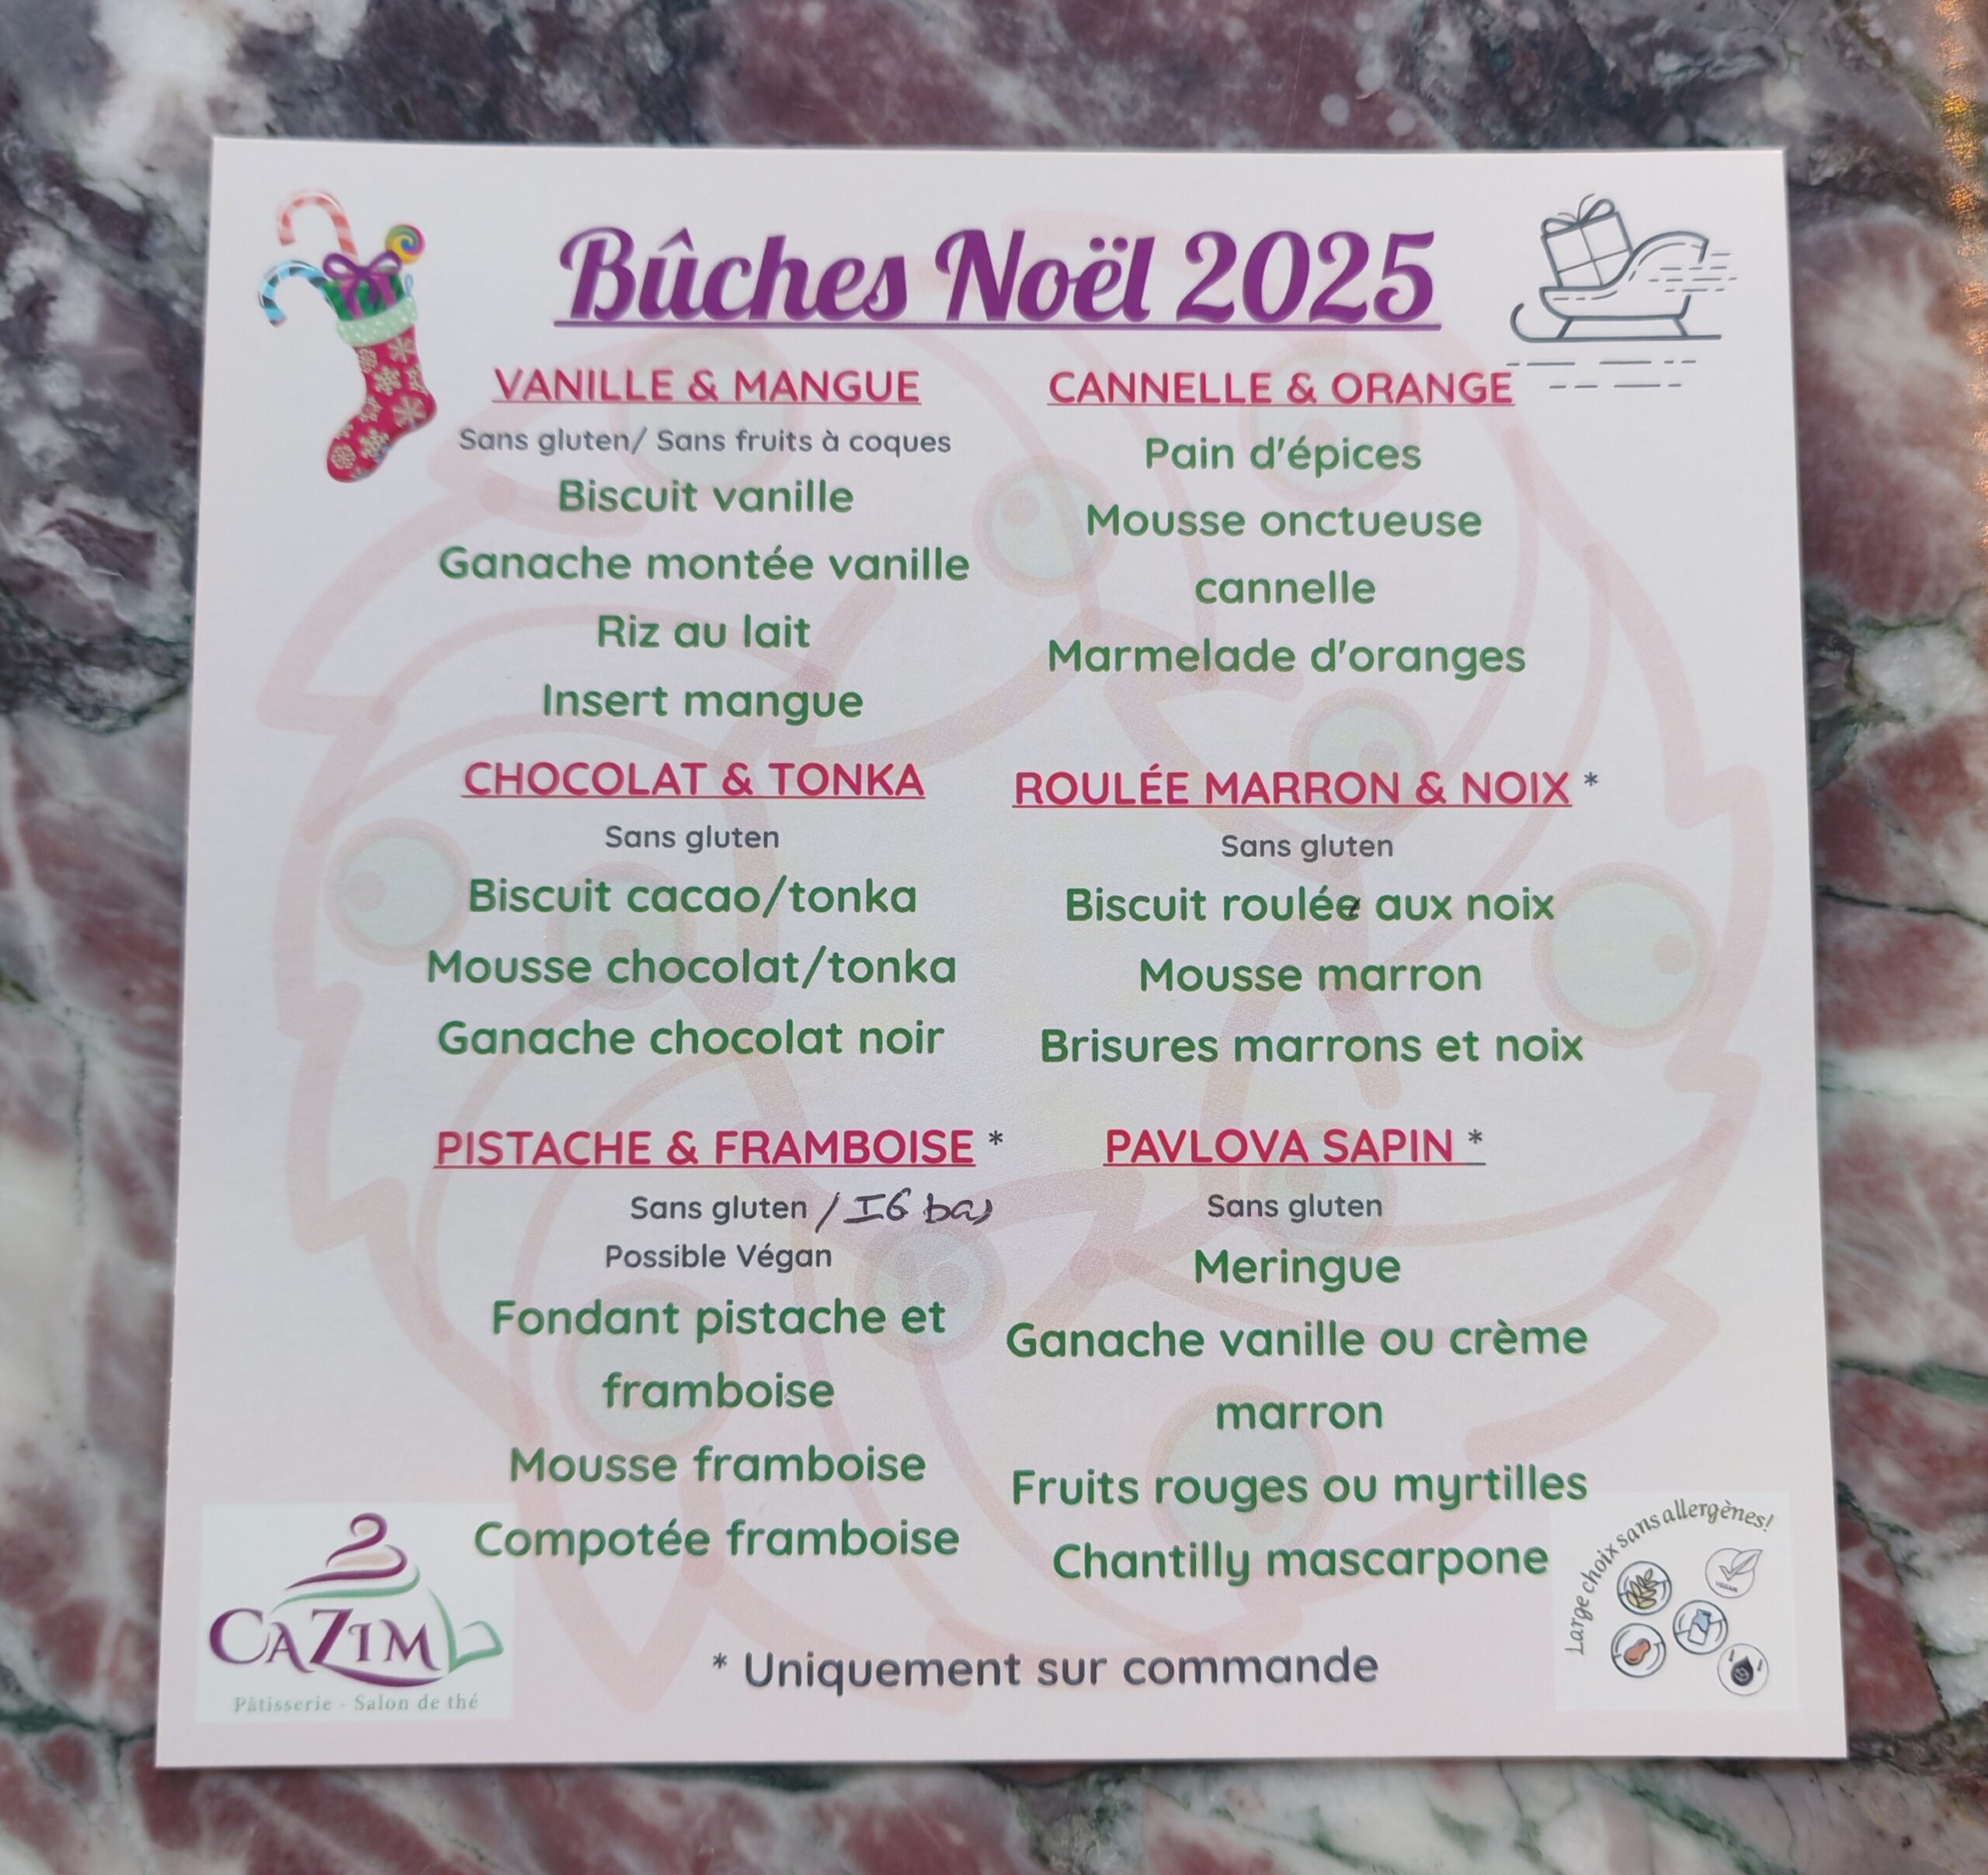 Bûches Noël 2025
VANILLE & MANGUE
Sans gluten/ Sans fruits à coques
Biscuit vanille
Ganache montée vanille
Riz au lait
Insert mangue
CANNELLE & ORANGE
Pain d'épices
Mousse onctueuse
cannelle
Marmelade d'oranges
CHOCOLAT & TONKA
Sans gluten
Biscuit cacao/tonka
Mousse chocolat/tonka
Ganache chocolat noir
ROULÉE MARRON & NOIX *
Sans gluten
Biscuit roulée aux noix
Mousse marron
Brisures marrons et noix
PISTACHE & FRAMBOISE *
Sans gluten / IG bas
Possible Végan
Fondant pistache et
framboise
Mousse framboise
Compotée framboise
PAVLOVA SAPIN *
Sans gluten
Meringue
Ganache vanille ou crème
marron
Fruits rouges ou myrtilles
Chantilly mascarpone
* Uniquement sur commande
CAZIM
Pâtisserie - Salon de thé
Large choix sans allergènes!
VEGAN